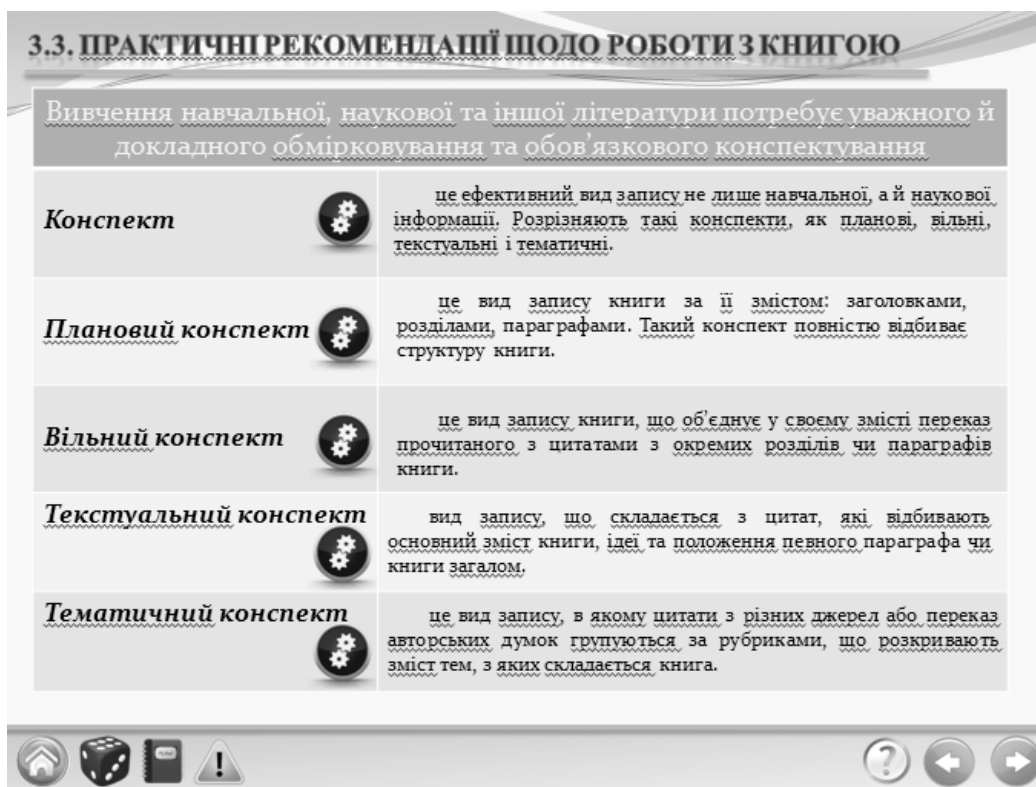 3.3. ПРАКТИЧНІ РЕКОМЕНДАЦІЇ ЩОДО РОБОТИ З КНИГОЮ
Вивчення навчальної, наукової та іншої літератури потребує уважного й
докладного обмірковування та обов’язкового конспектування
Конспект
це ефективний вид запису не лише навчальної, а й наукової
інформації. Розрізняють такі конспекти, як планові, вільні,
текстуальні і тематичні.
Плановий конспект
це вид запису книги за її змістом: заголовками,
розділами, параграфами. Такий конспект повністю відбиває
структуру книги.
Вільний конспект
це вид запису книги, що об’єднує у своєму змісті переказ
прочитаного з цитатами з окремих розділів чи параграфів
книги.
Текстуальний конспект
вид запису, що складається з цитат, які відбивають
основний зміст книги, ідеї та положення певного параграфа чи
книги загалом.
Тематичний конспект
це вид запису, в якому цитати з різних джерел або переказ
авторських думок групуються за рубриками, що розкривають
зміст тем, з яких складається книга.